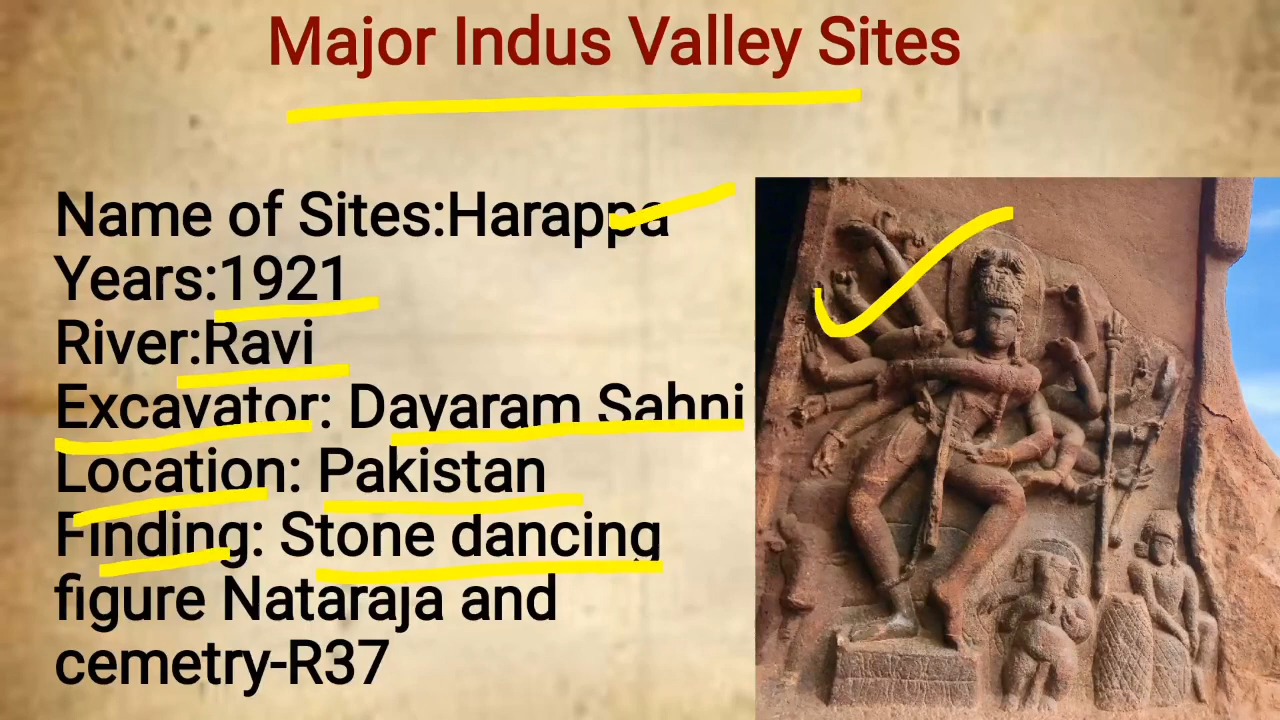 Major Indus Valley Sites
Name of Sites:Harappa
Years:1921
River:Ravi
Excavator: Dayaram Sahni
Location: Pakistan
Finding: Stone dancing
figure Nataraja and
cemetry-R37